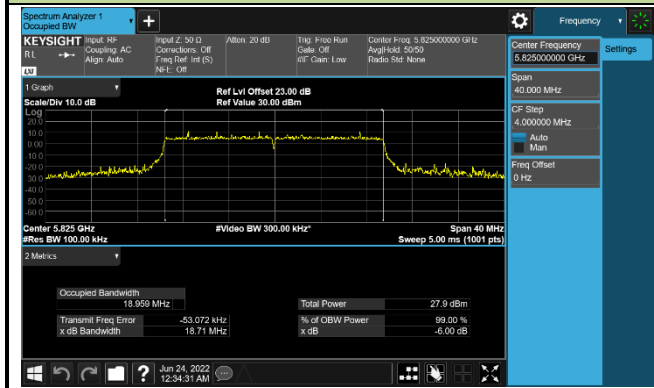 Spectrum Analyzer 1
Occupied BW
Frequency
KEYSIGHT
Input: RF
Coupling: AC
Align: Auto
Input Z: 50 Ω
Corrections: Off
Freq Ref: Int (S)
NFE: Off
Atten: 20 dB
Trig: Free Run
Gate: Off
#IF Gain: Low
Center Freq: 5.825000000 GHz
Avg|Hold: 50/50
Radio Std: None
RL
LXI
Center Frequency
5.825000000 GHz
Settings
Span
40.000 MHz
CF Step
4.000000 MHz
Auto
Man
Freq Offset
0 Hz
1 Graph
Scale/Div 10.0 dB
Ref Lvl Offset 23.00 dB
Ref Value 30.00 dBm
Log
20.0
10.0
0.00
-10.0
-20.0
-30.0
-40.0
-50.0
-60.0
Center 5.825 GHz
#Video BW 300.00 kHz*
Span 40 MHz
#Res BW 100.00 kHz
Sweep 5.00 ms (1001 pts)
2 Metrics
Occupied Bandwidth
18.959 MHz
Total Power
27.9 dBm
Transmit Freq Error
-53.072 kHz
% of OBW Power
99.00 %
x dB Bandwidth
18.71 MHz
x dB
-6.00 dB
?
Jun 24, 2022
12:34:31 AM